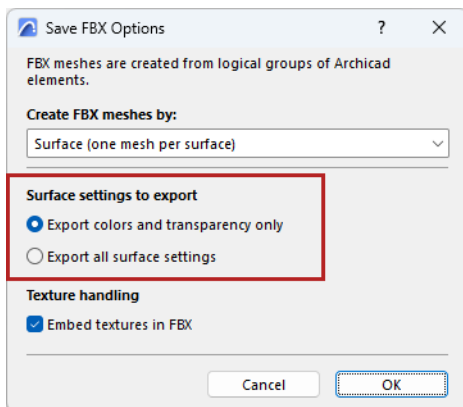 Save FBX Options
?
FBX meshes are created from logical groups of Archicad
elements.
Create FBX meshes by:
Surface (one mesh per surface)
Surface settings to export
Export colors and transparency only
Export all surface settings
Texture handling
Embed textures in FBX
Cancel
OK